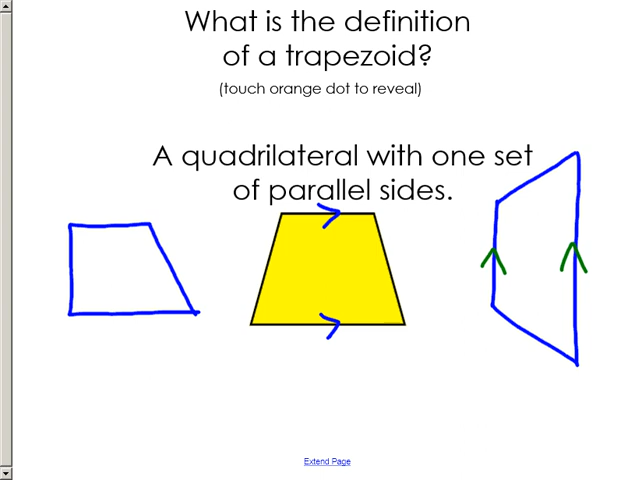 What is the definition
of a trapezoid?
(touch orange dot to reveal)
A quadrilateral with one set
of parallel sides.
Extend Page